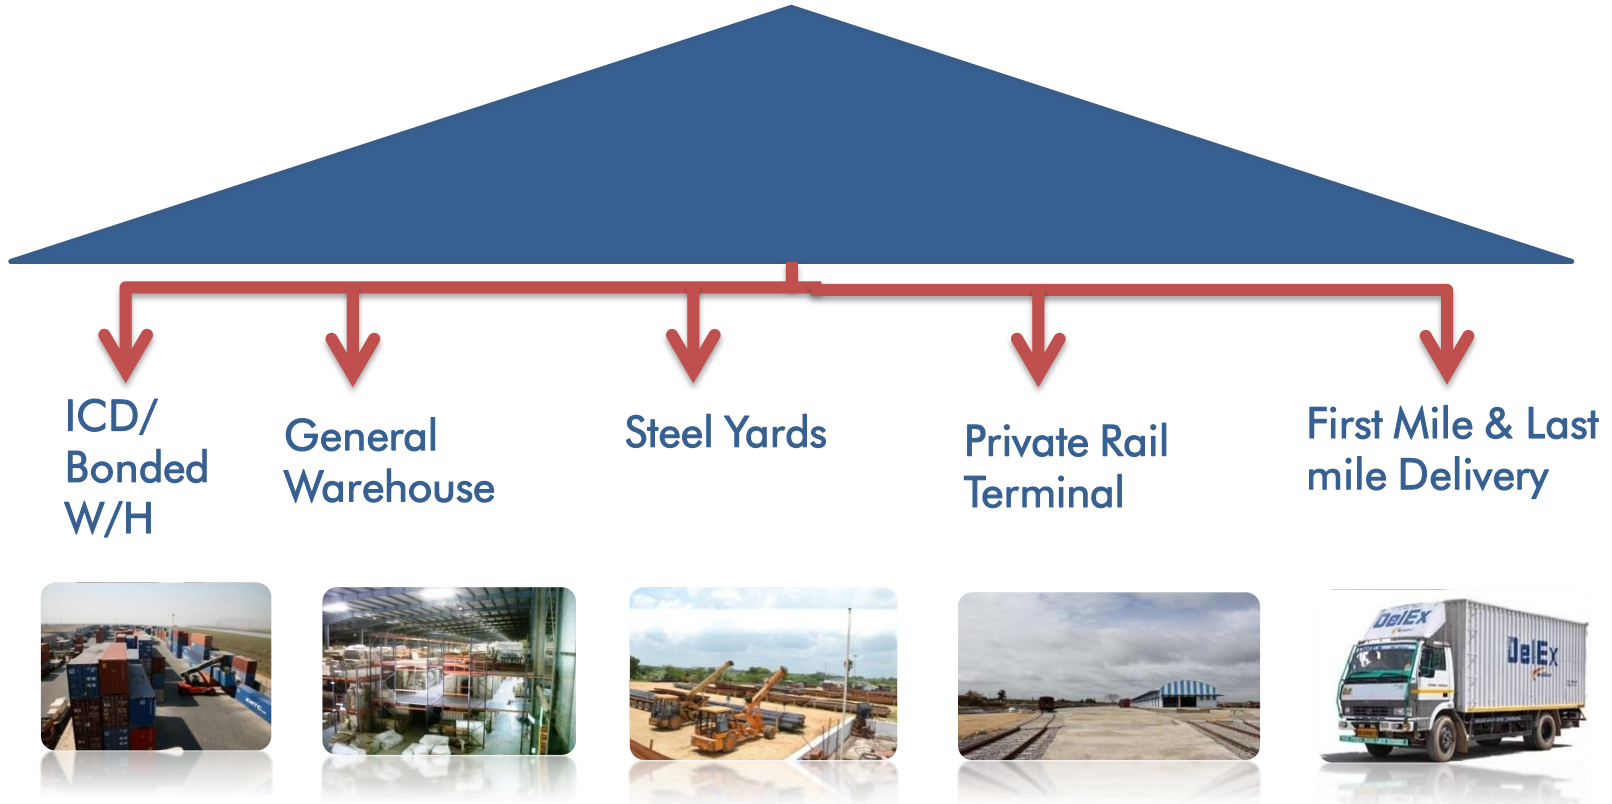 ICD/
Bonded
W/H
General
Warehouse
Steel Yards
Private Rail
Terminal
First Mile & Last
mile Delivery
DelEx
DelEx